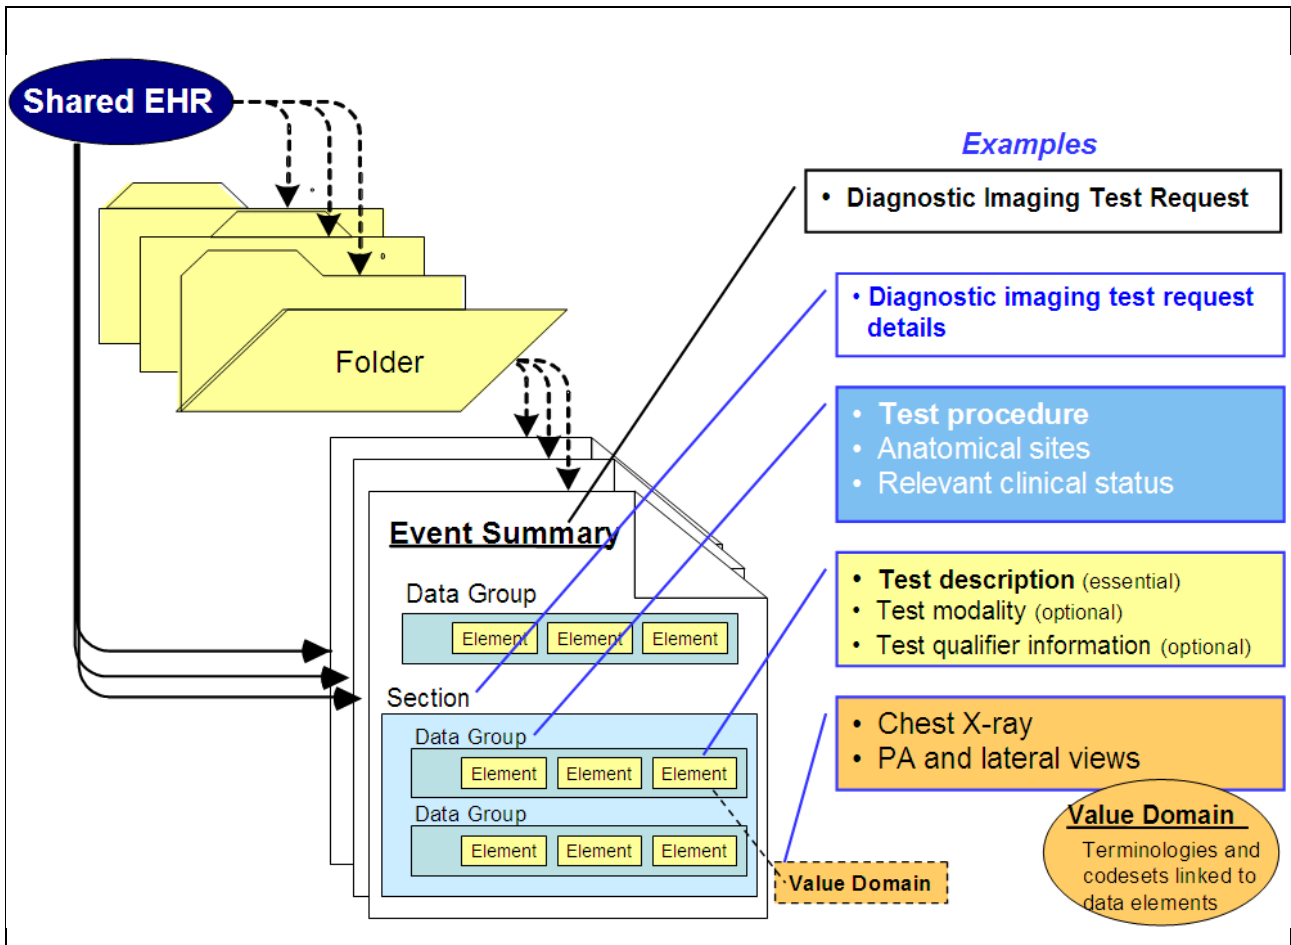 Shared EHR
Examples
• Diagnostic Imaging Test Request
• Diagnostic imaging test request
details
Folder
• Test procedure
• Anatomical sites
• Relevant clinical status
Event Summary
• Test description (essential)
• Test modality (optional)
• Test qualifier information (optional)
Data Group
Element Element Element
Section
Data Group
Element Element Element
Data Group
Element Element Element
• Chest X-ray
• PA and lateral views
Value Domain
Value Domain
Terminologies and
codesets linked to
data elements